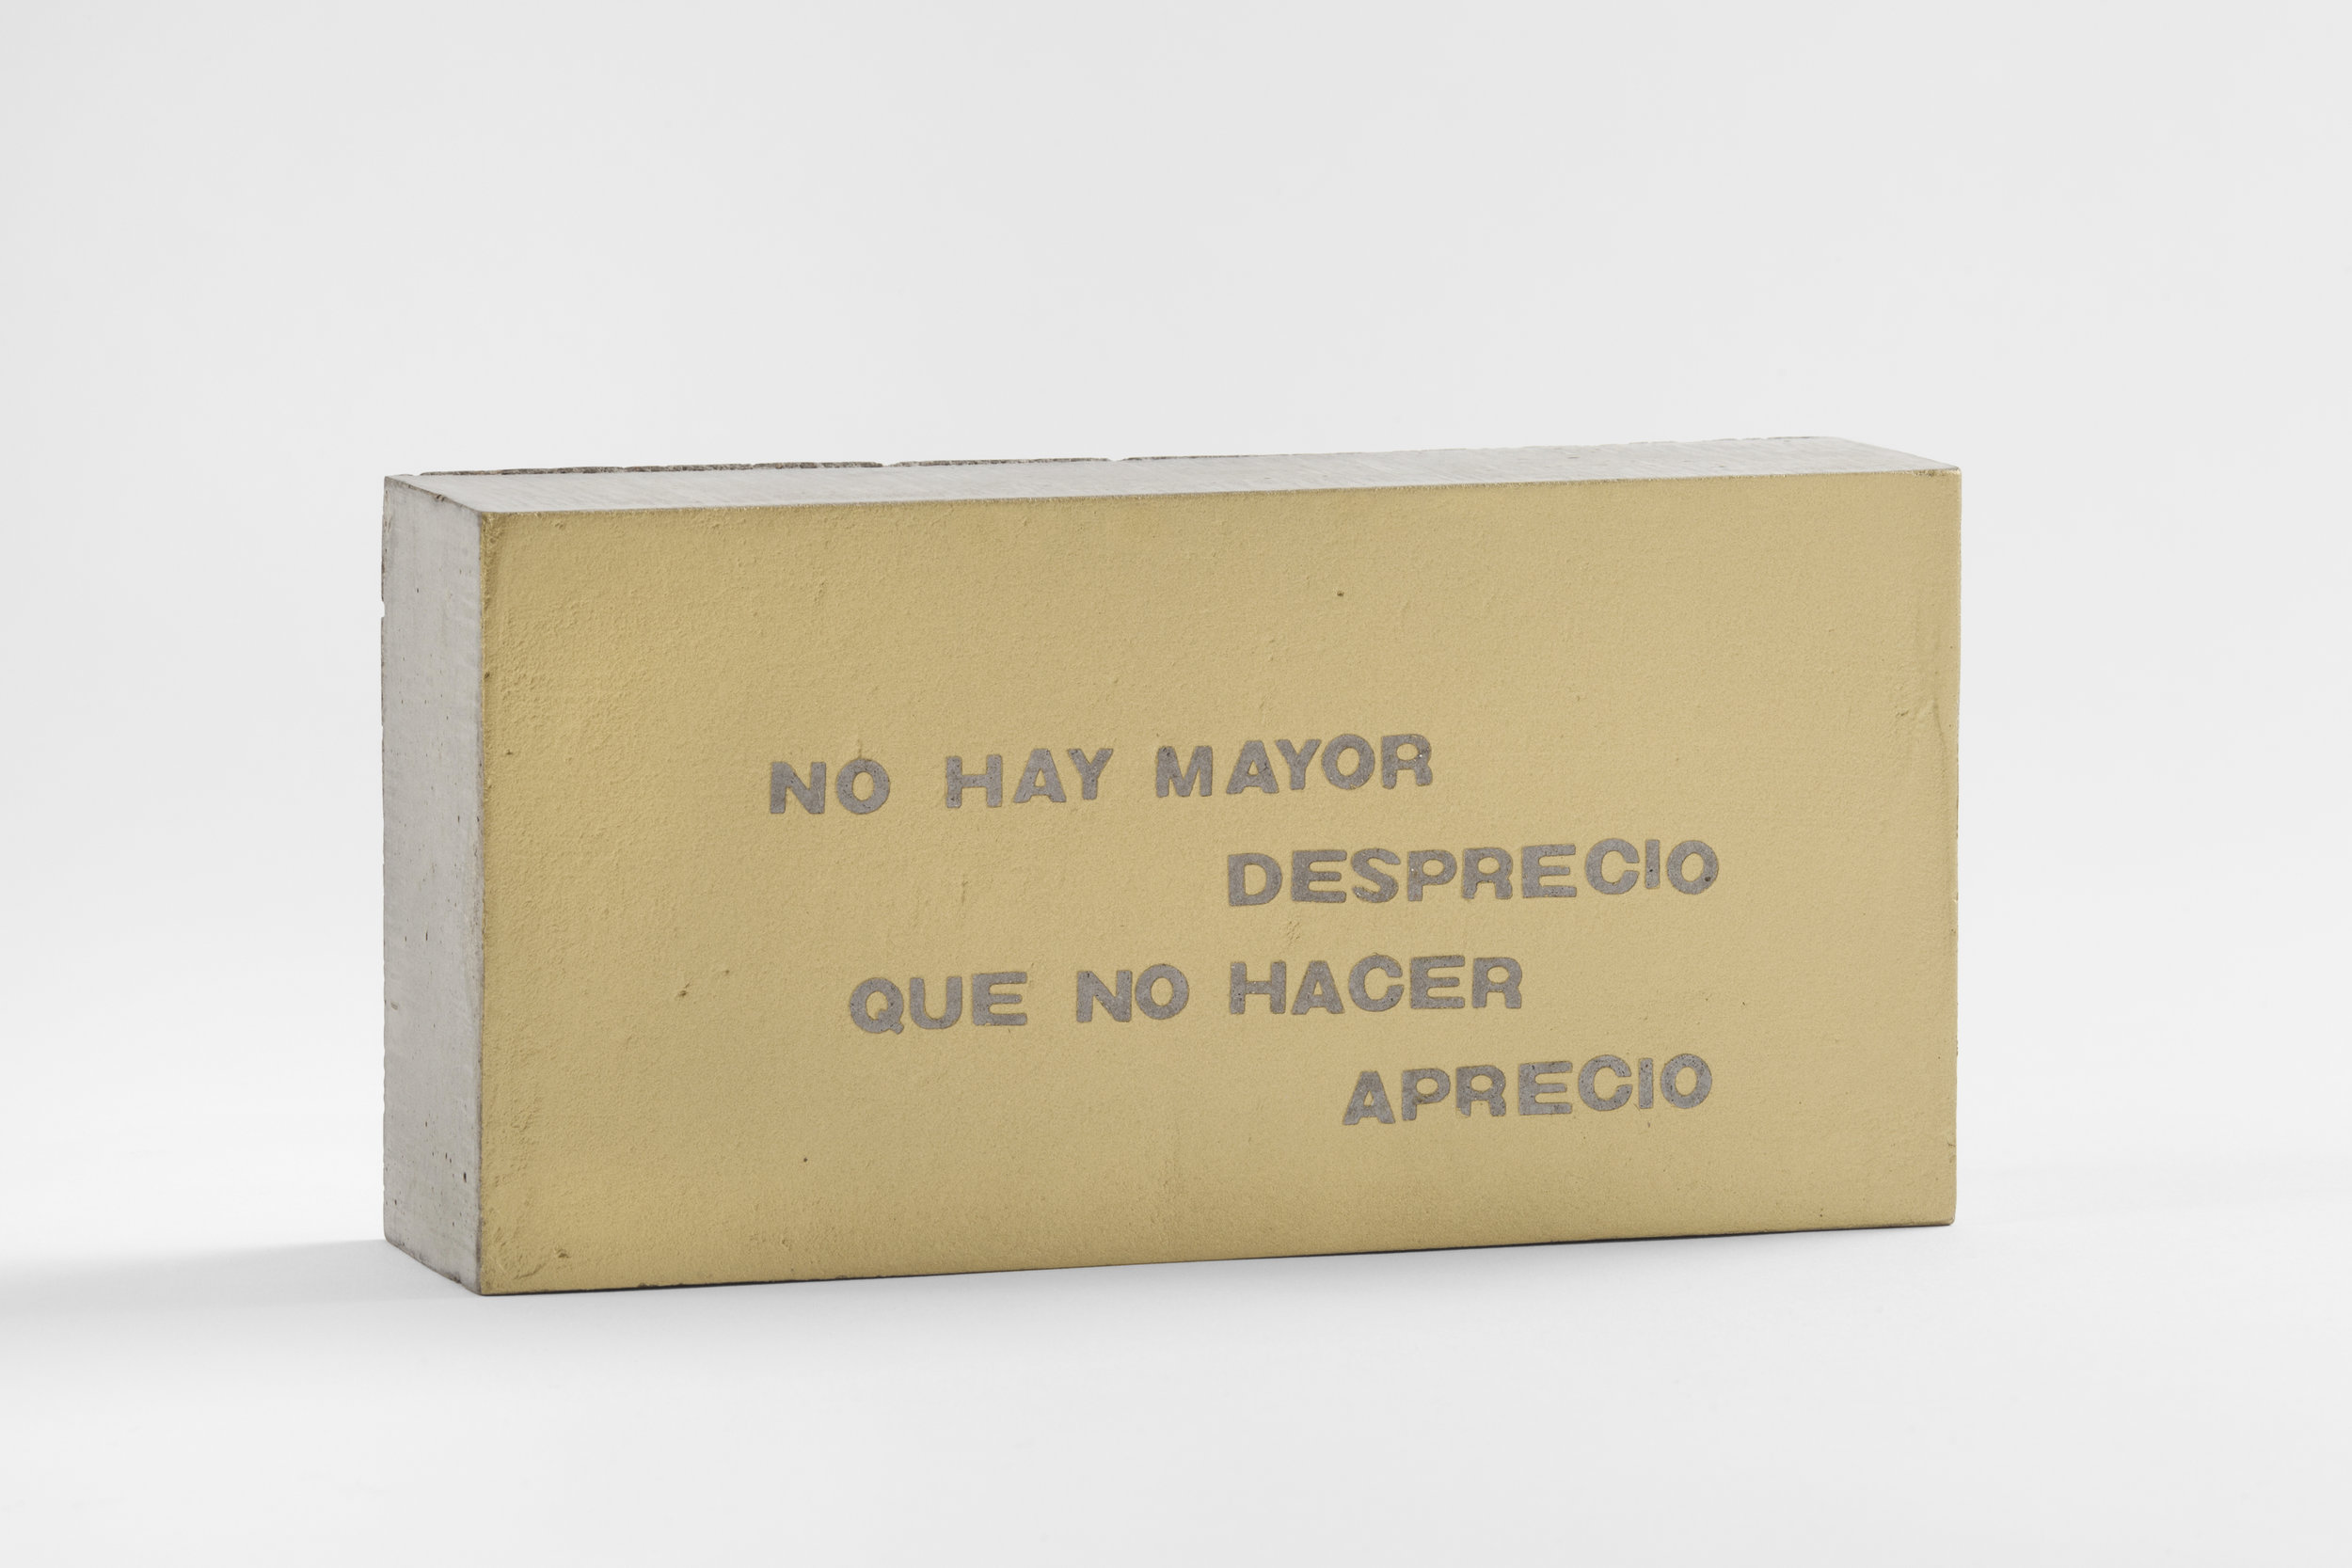 NO HAY MAYOR
DESPRECIO
QUE NO HACER
APRECIO